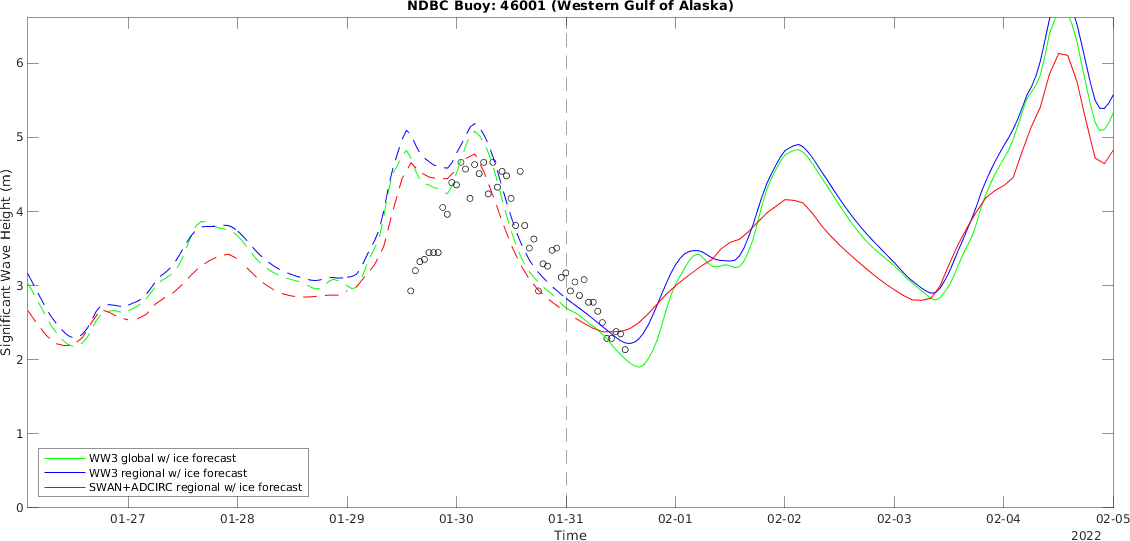 NDBC Buoy: 46001 (Western Gulf of Alaska)
Significant Wave Height (m)
6
5
4
3
2
1
0
WW3 global w/ ice forecast
WW3 regional w/ ice forecast
SWAN+ADCIRC regional w/ ice forecast
01-27 01-28 01-29 01-30 01-31 02-01 02-02 02-03 02-04 02-05
Time 2022